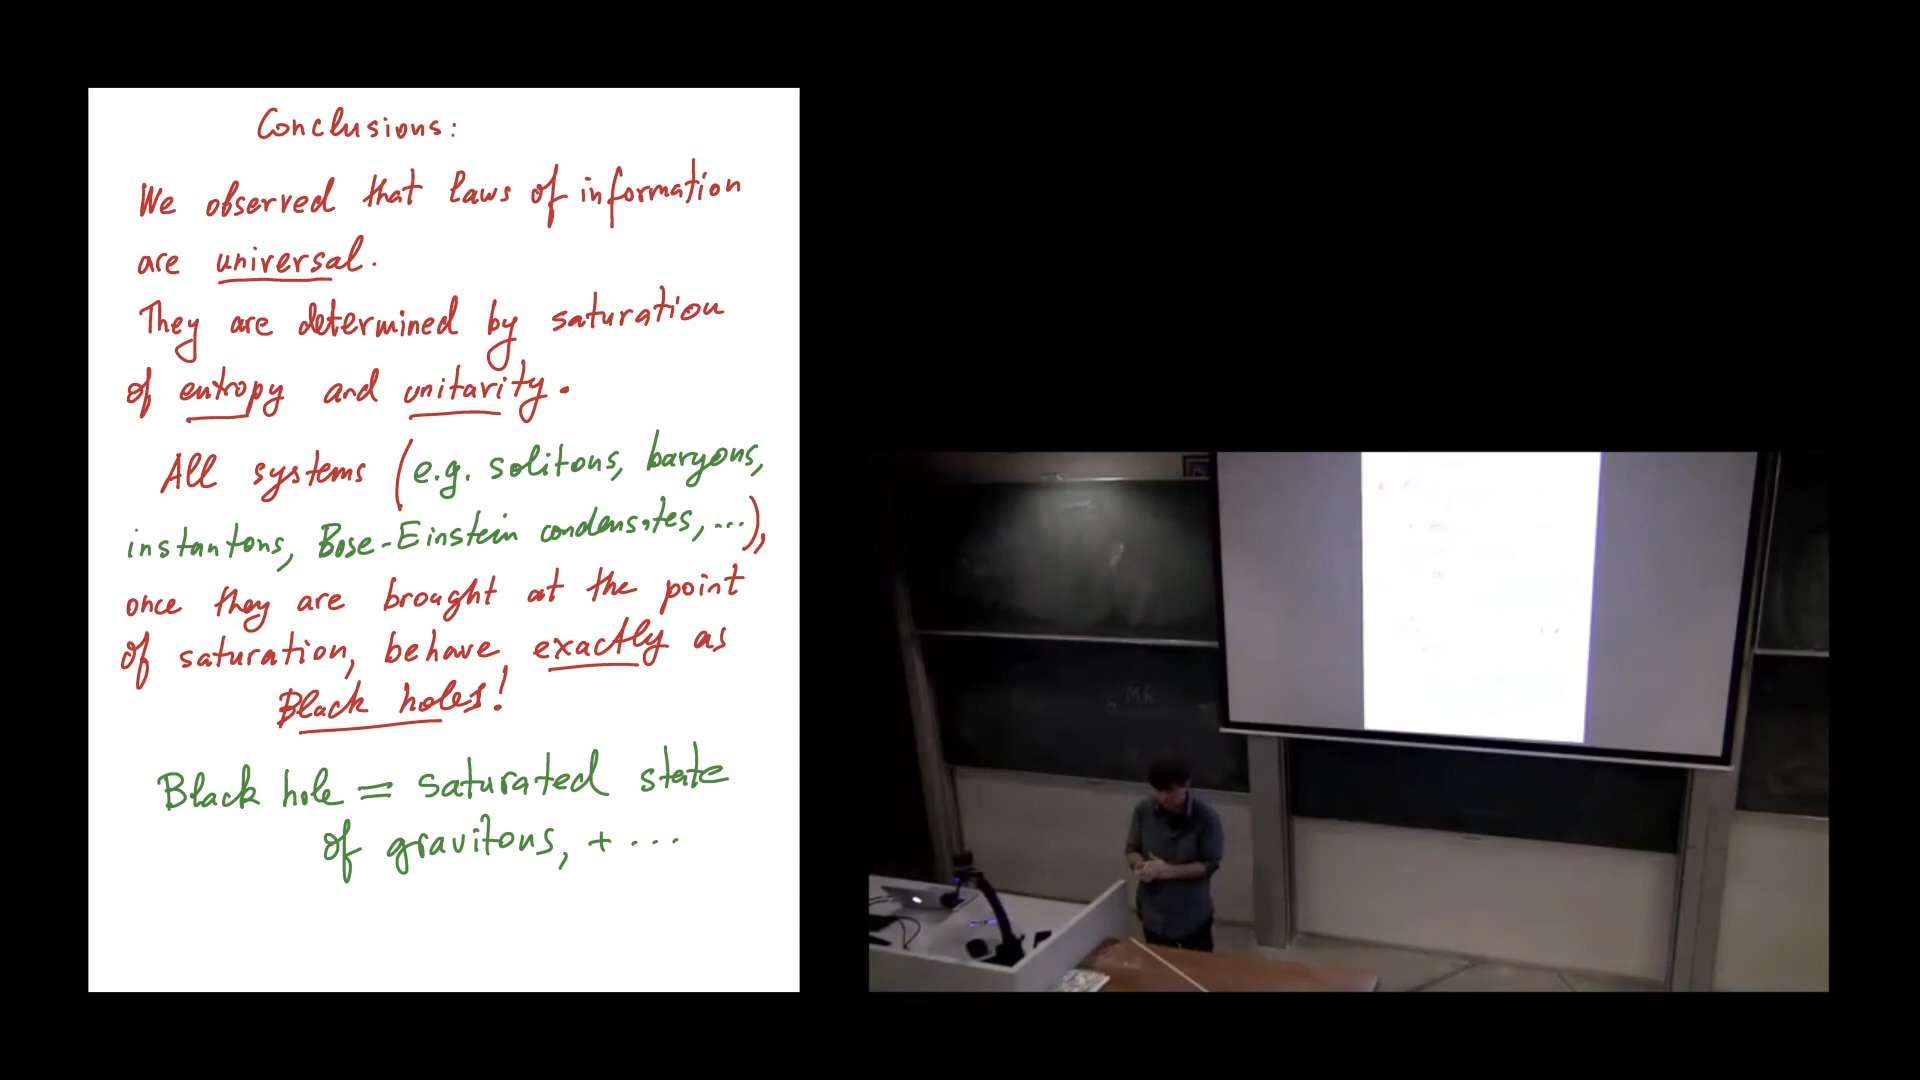 Conclusions:
We observed that laws of information
are universal.
They are determined by saturation
of entropy and unitarity.
All systems (e.g. solitons, baryons,
instantons, Bose-Einstein condensates, ...),
once they are brought at the point
of saturation, behave exactly as
Black holes!
Black hole = saturated state
of gravitons, + ...